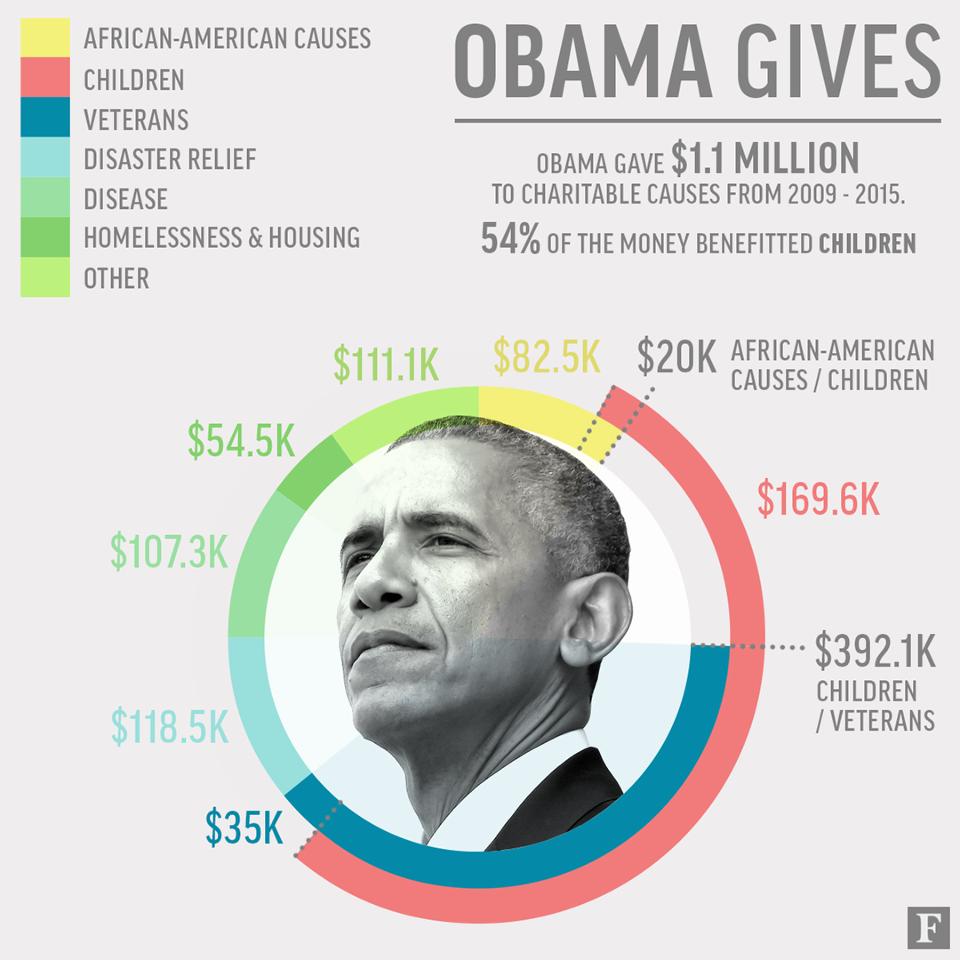 AFRICAN-AMERICAN CAUSES
CHILDREN
VETERANS
DISASTER RELIEF
DISEASE
HOMELESSNESS & HOUSING
OTHER
OBAMA GIVES
OBAMA GAVE $1.1 MILLION
TO CHARITABLE CAUSES FROM 2009 - 2015.
54% OF THE MONEY BENEFITTED CHILDREN
$111.1K
$82.5K
$20K AFRICAN-AMERICAN
CAUSES / CHILDREN
$54.5K
$169.6K
$107.3K
$392.1K
CHILDREN
/ VETERANS
$118.5K
$35K
F